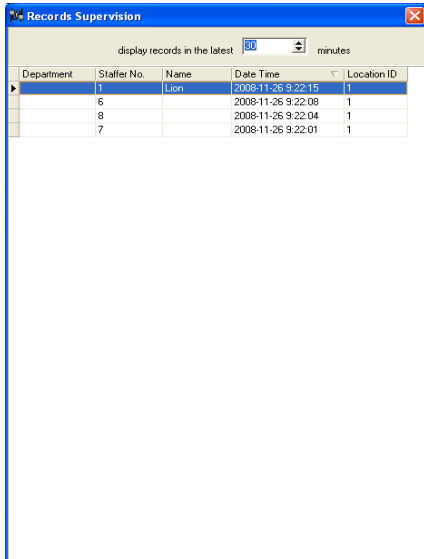 Records Supervision
display records in the latest 30 minutes
Department Staffer No. Name Date Time Location ID
1 Lion 2008-11-26 9:22:15 1
6 2008-11-26 9:22:08 1
8 2008-11-26 9:22:04 1
7 2008-11-26 9:22:01 1